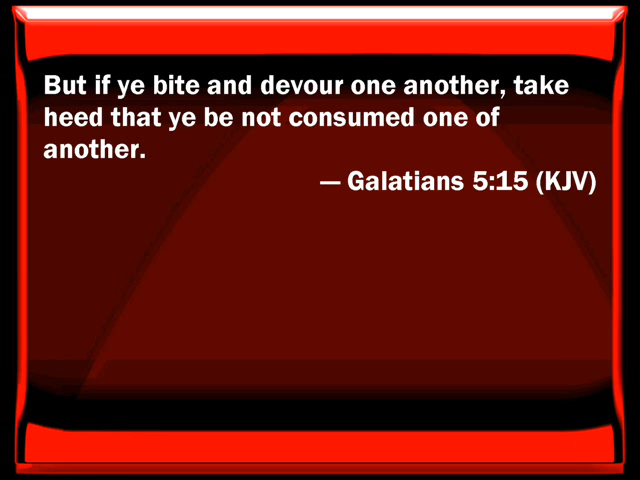 But if ye bite and devour one another, take
heed that ye be not consumed one of
another.
— Galatians 5:15 (KJV)